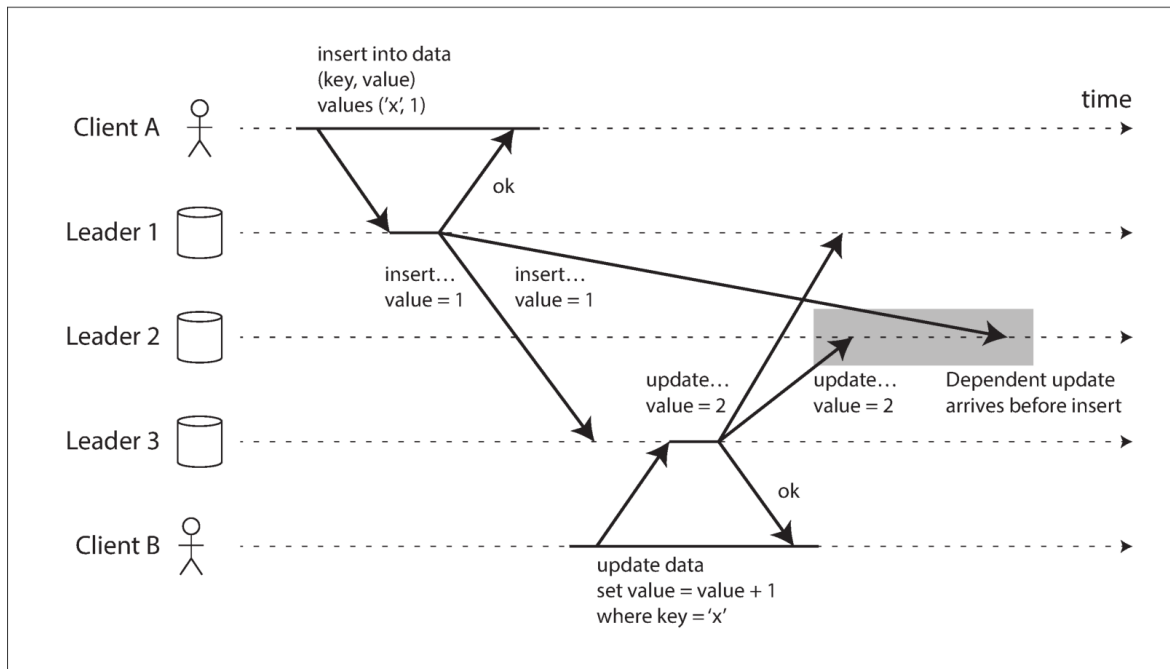 insert into data
(key, value)
values (‘x’, 1)
time
Client A
ok
Leader 1
insert…
value = 1
insert…
value = 1
Leader 2
update…
value = 2
update…
value = 2
Dependent update
arrives before insert
Leader 3
ok
Client B
update data
set value = value + 1
where key = ‘x’